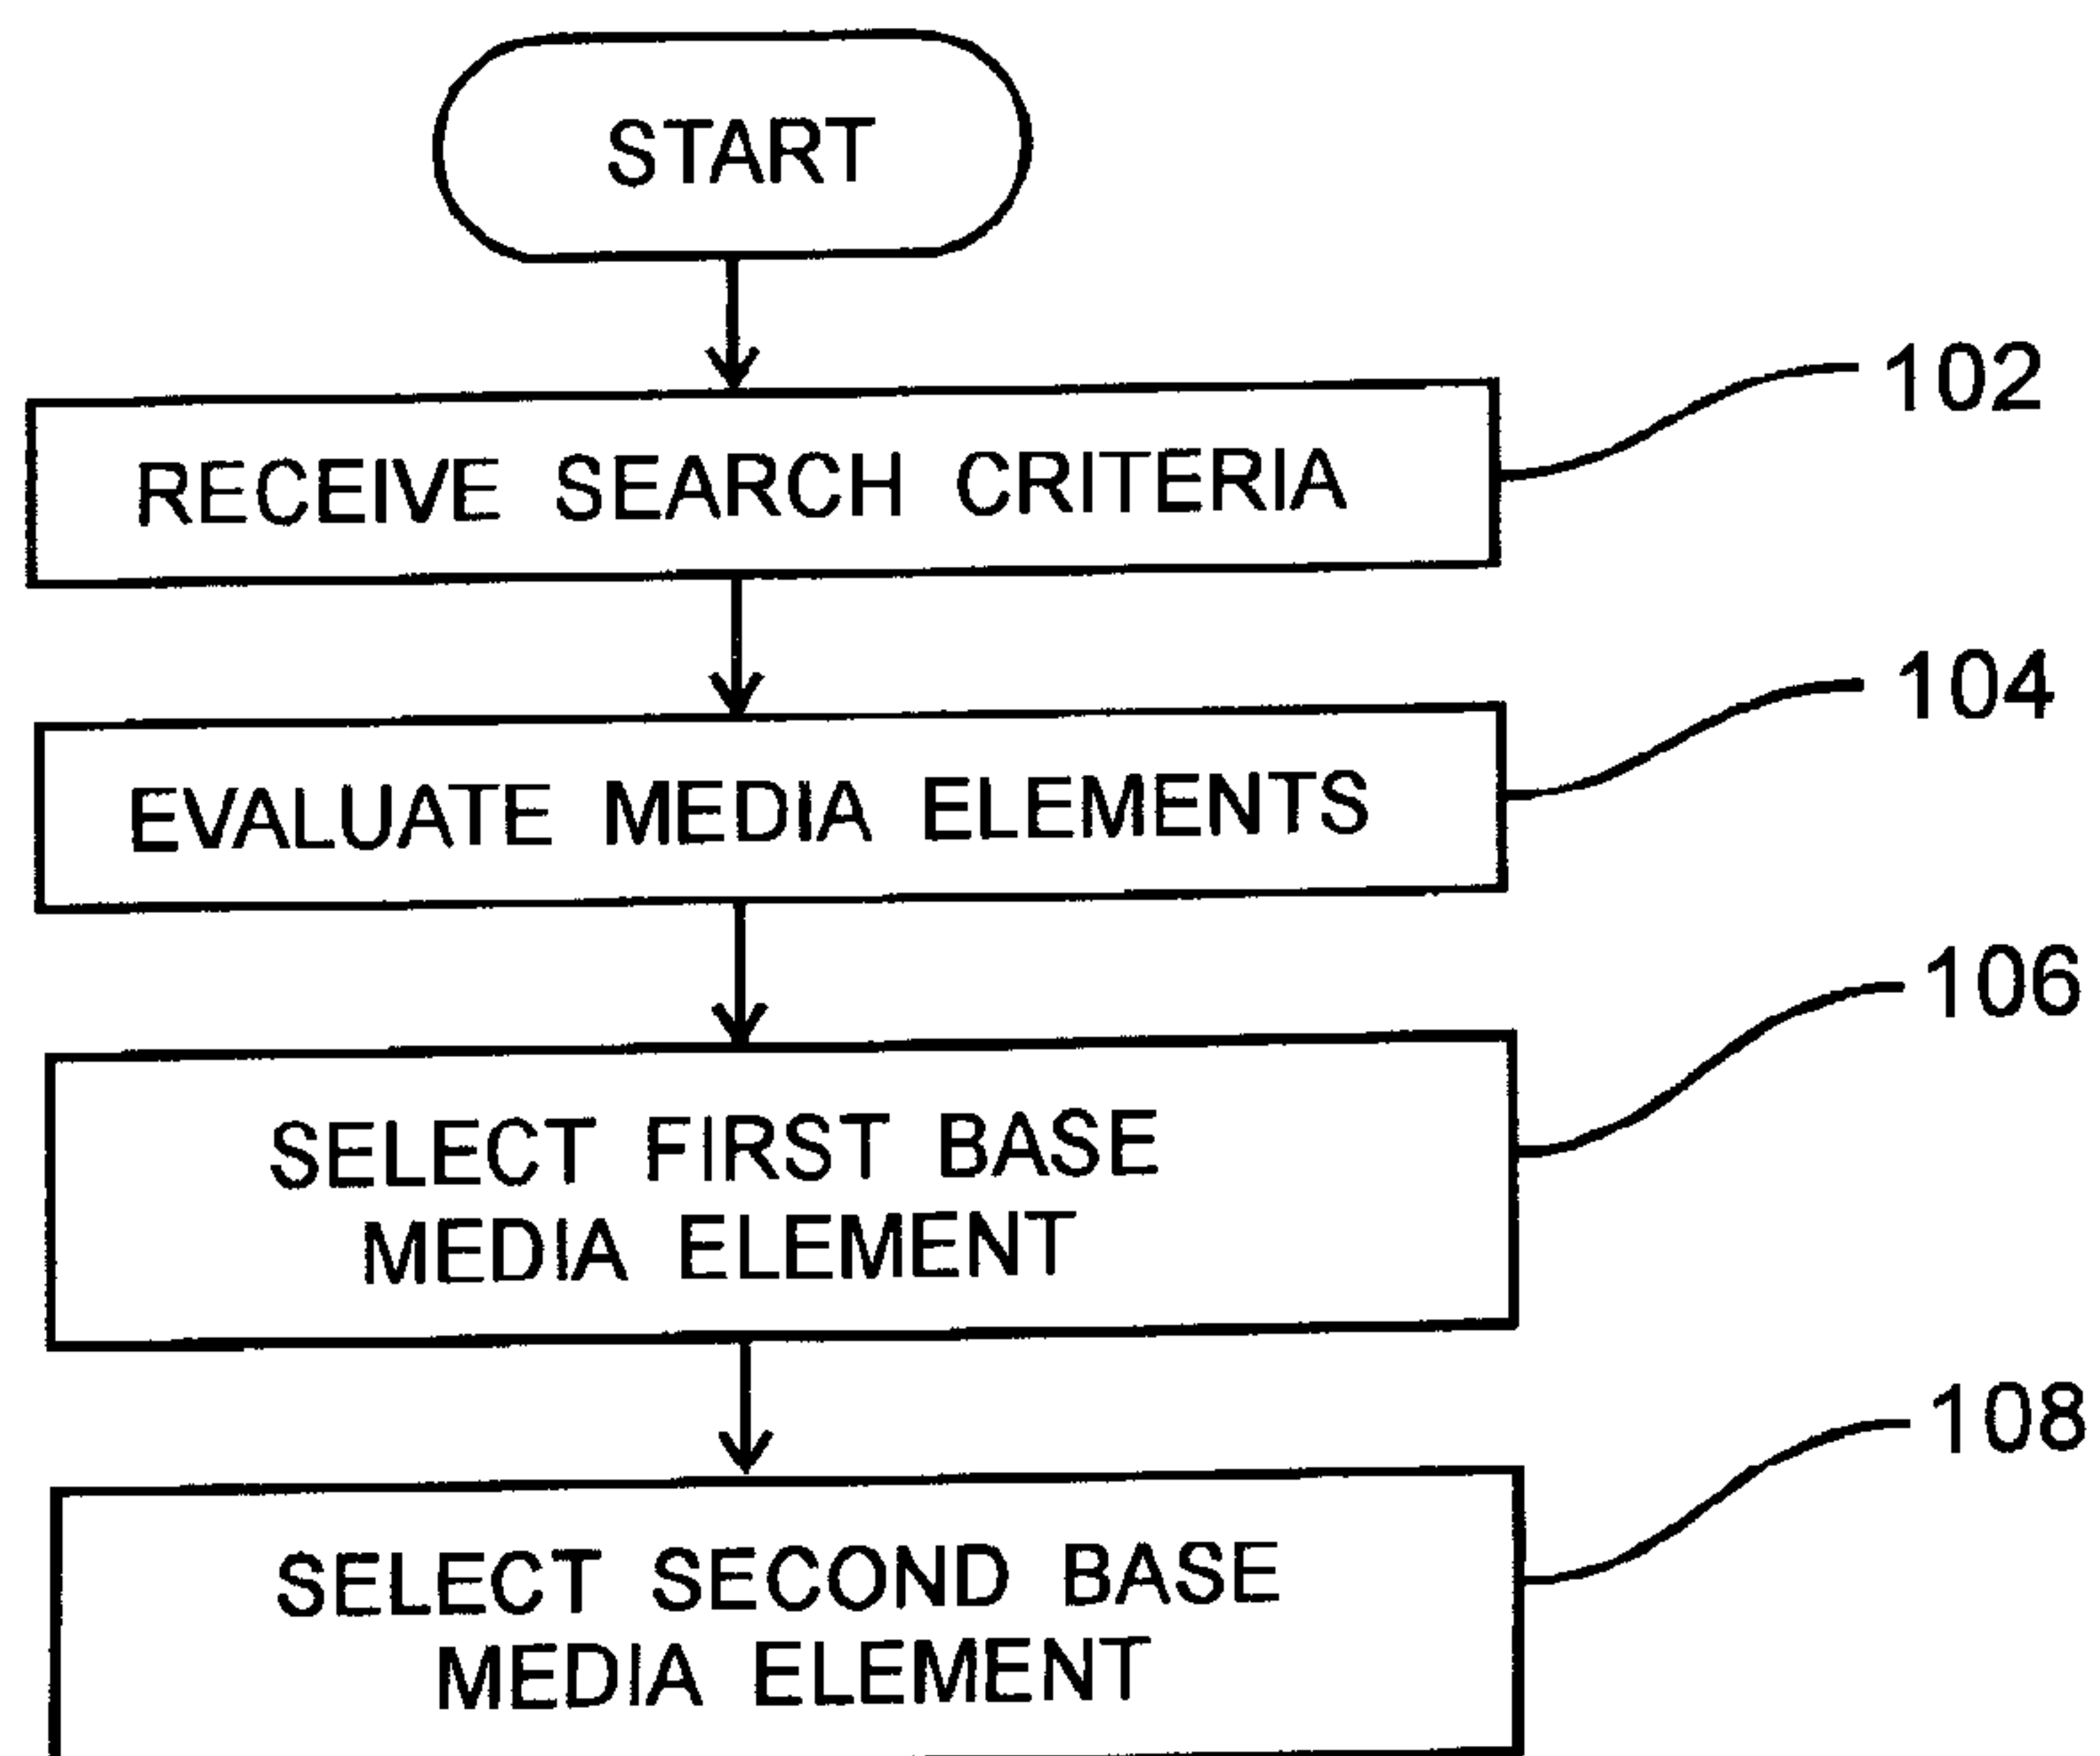 START
102
RECEIVE SEARCH CRITERIA
104
EVALUATE MEDIA ELEMENTS
106
SELECT FIRST BASE
MEDIA ELEMENT
108
SELECT SECOND BASE
MEDIA ELEMENT